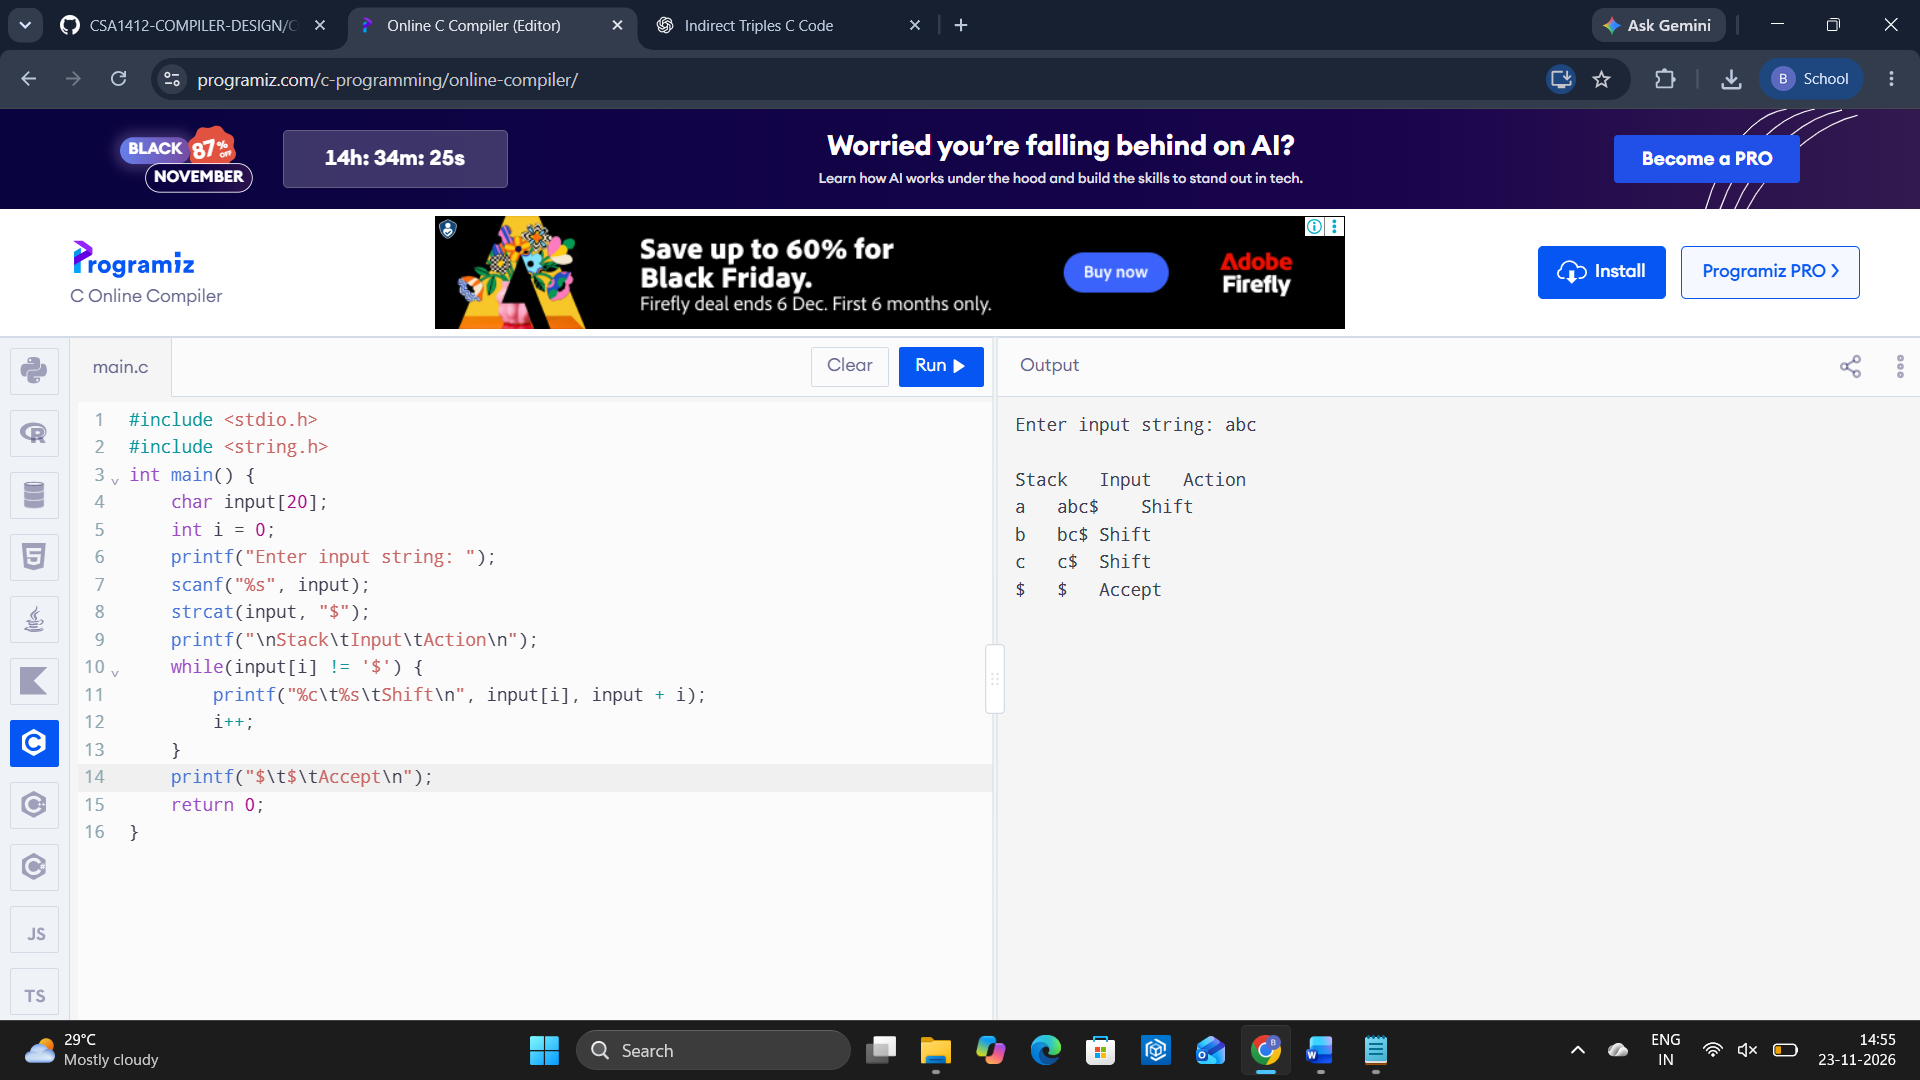 CSA1412-COMPILER-DESIGN/C
Online C Compiler (Editor)
Indirect Triples C Code
Ask Gemini
programiz.com/c-programming/online-compiler/
B School
BLACK 87% OFF
NOVEMBER
14h: 34m: 25s
Worried you’re falling behind on AI?
Learn how AI works under the hood and build the skills to stand out in tech.
Become a PRO
Programiz
C Online Compiler
Save up to 60% for
Black Friday.
Firefly deal ends 6 Dec. First 6 months only.
Buy now
Adobe
Firefly
Install
Programiz PRO
main.c
Clear
Run
Output
1 #include <stdio.h>
2 #include <string.h>
3 int main() {
4 char input[20];
5 int i = 0;
6 printf("Enter input string: ");
7 scanf("%s", input);
8 strcat(input, "$");
9 printf("\nStack\tInput\tAction\n");
10 while(input[i] != '$') {
11 printf("%c\t%s\tShift\n", input[i], input + i);
12 i++;
13 }
14 printf("$\t$\tAccept\n");
15 return 0;
16 }
Enter input string: abc
Stack Input Action
a abc$ Shift
b bc$ Shift
c c$ Shift
$ $ Accept
JS
TS
29°C
Mostly cloudy
Search
ENG
IN
14:55
23-11-2026